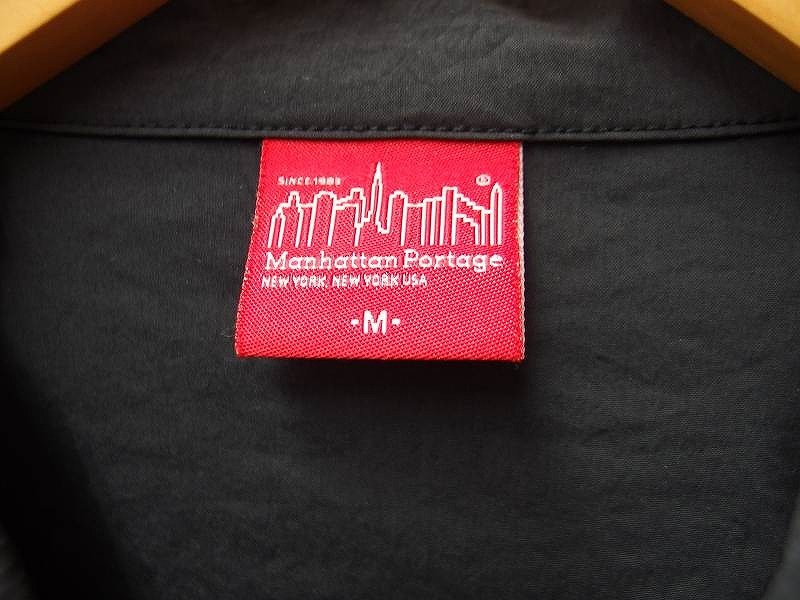 SINCE 1983 ®
Manhattan Portage
NEW YORK, NEW YORK USA
-M-